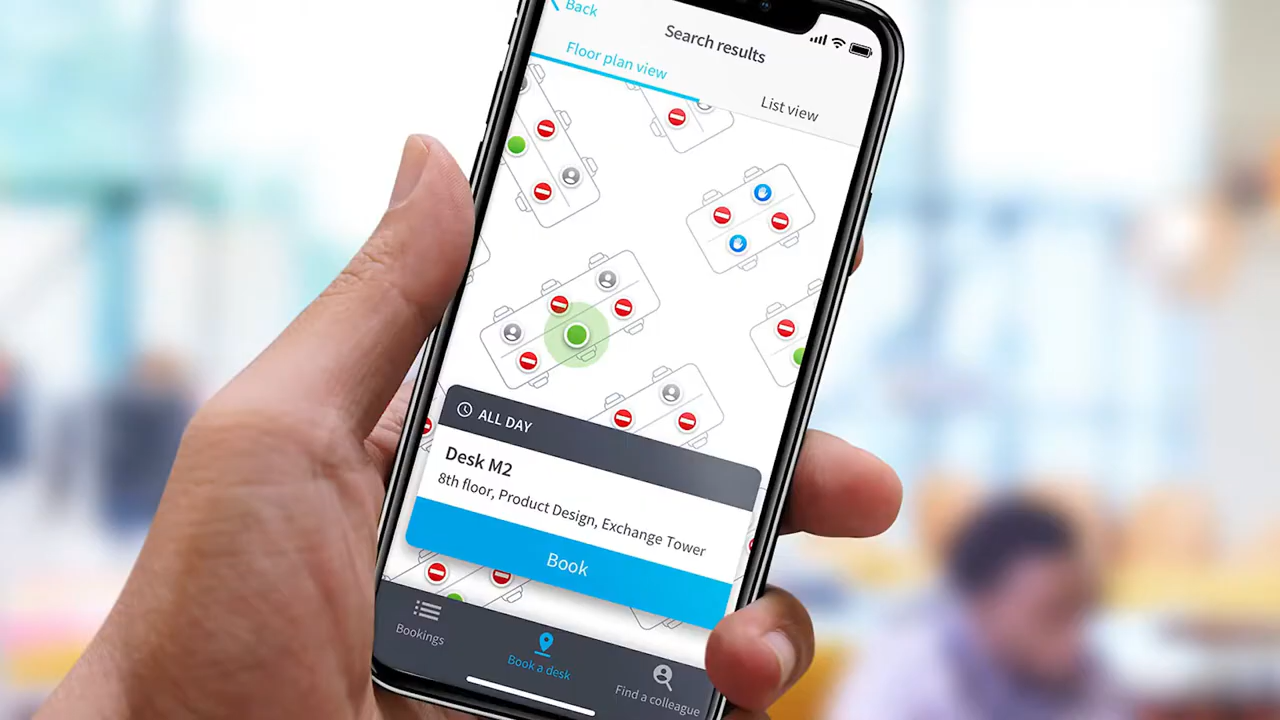 Back
Search results
Floor plan view
List view
ALL DAY
Desk M2
8th floor, Product Design, Exchange Tower
Book
Bookings
Book a desk
Find a colleague